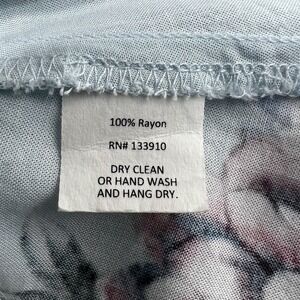 100% Rayon
RN# 133910
DRY CLEAN
OR HAND WASH
AND HANG DRY.